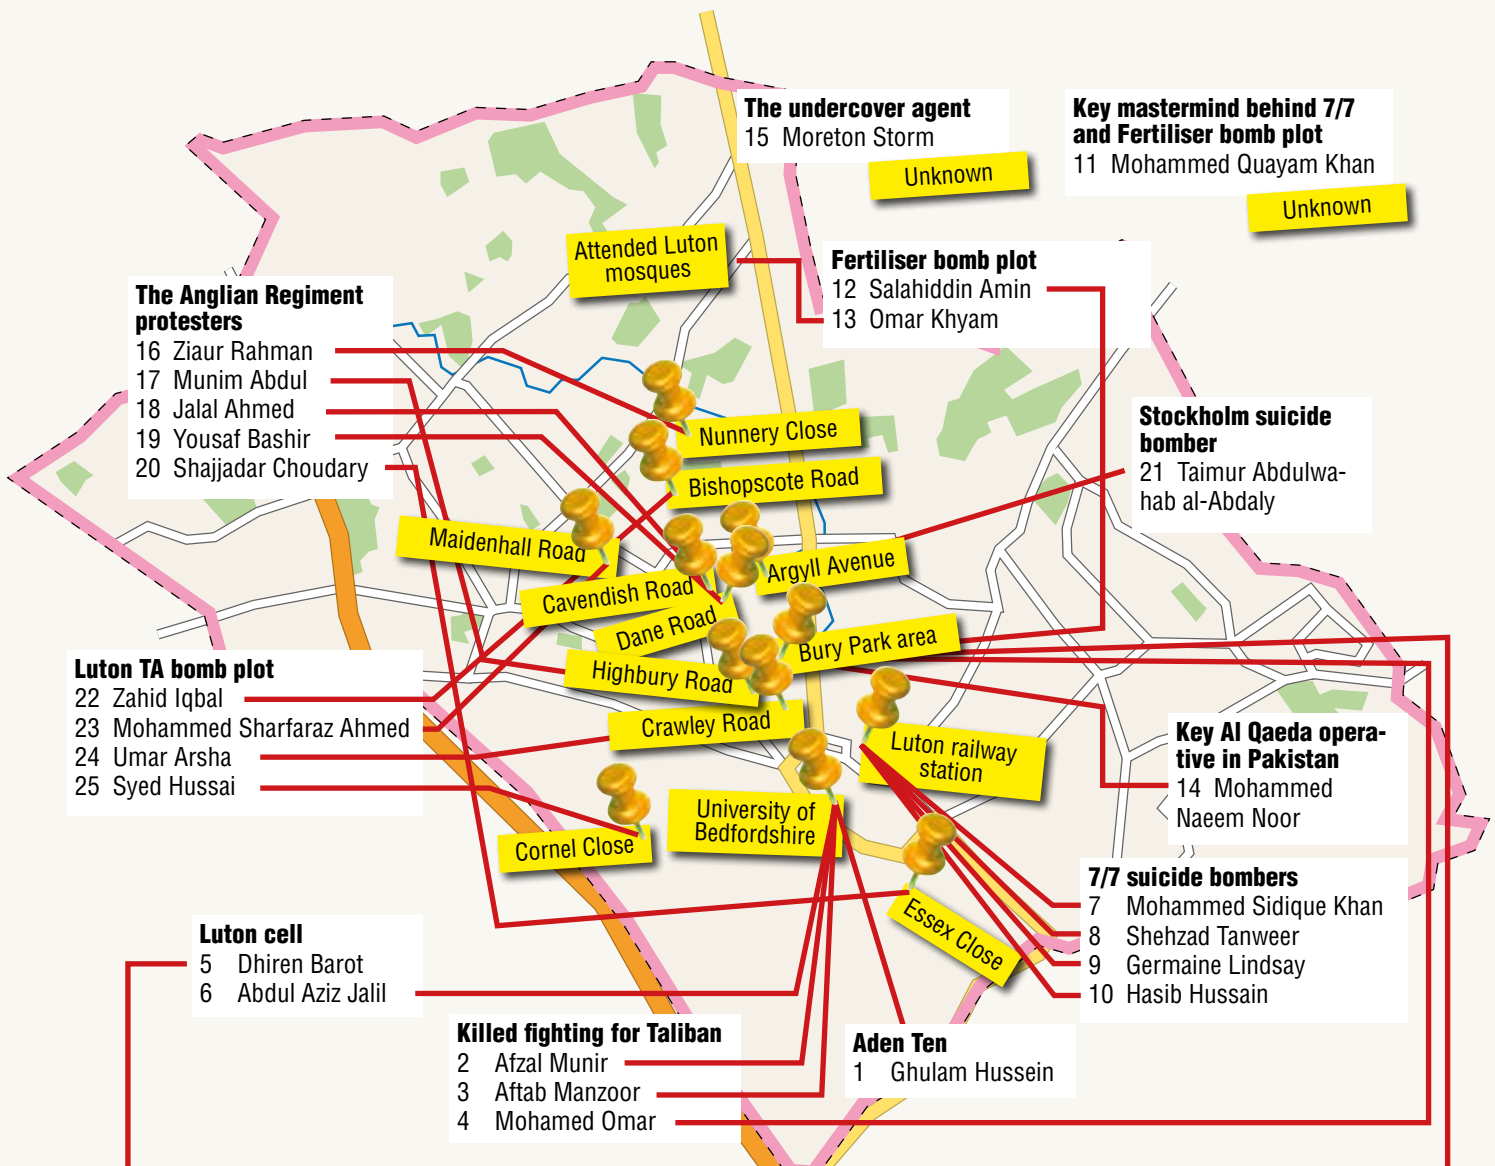 The undercover agent
15 Moreton Storm
Unknown
Key mastermind behind 7/7
and Fertiliser bomb plot
11 Mohammed Quayam Khan
Unknown
Attended Luton
mosques
Fertiliser bomb plot
12 Salahiddin Amin
13 Omar Khyam
The Anglian Regiment
protesters
16 Ziaur Rahman
17 Munim Abdul
18 Jalal Ahmed
19 Yousaf Bashir
20 Shajjadar Choudary
Stockholm suicide
bomber
21 Taimur Abdulwa-
hab al-Abdaly
Nunnery Close
Bishopscote Road
Maidenhall Road
Argyll Avenue
Cavendish Road
Dane Road
Bury Park area
Highbury Road
Crawley Road
Luton railway
station
University of
Bedfordshire
Cornel Close
Essex Close
Luton TA bomb plot
22 Zahid Iqbal
23 Mohammed Sharfaraz Ahmed
24 Umar Arsha
25 Syed Hussai
Key Al Qaeda opera-
tive in Pakistan
14 Mohammed
Naeem Noor
7/7 suicide bombers
7 Mohammed Sidique Khan
8 Shehzad Tanweer
9 Germaine Lindsay
10 Hasib Hussain
Luton cell
5 Dhiren Barot
6 Abdul Aziz Jalil
Killed fighting for Taliban
2 Afzal Munir
3 Aftab Manzoor
4 Mohamed Omar
Aden Ten
1 Ghulam Hussein